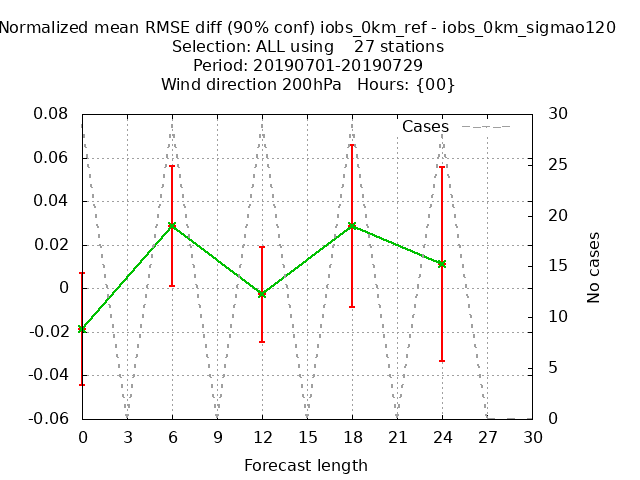 Normalized mean RMSE diff (90% conf) iobs_0km_ref - iobs_0km_sigmao120
Selection: ALL using    27 stations
Period: 20190701-20190729
Wind direction 200hPa   Hours: {00}
Cases
0.08
0.06
0.04
0.02
0
-0.02
-0.04
-0.06
30
25
20
15
10
5
0
No cases
0 3 6 9 12 15 18 21 24 27 30
Forecast length